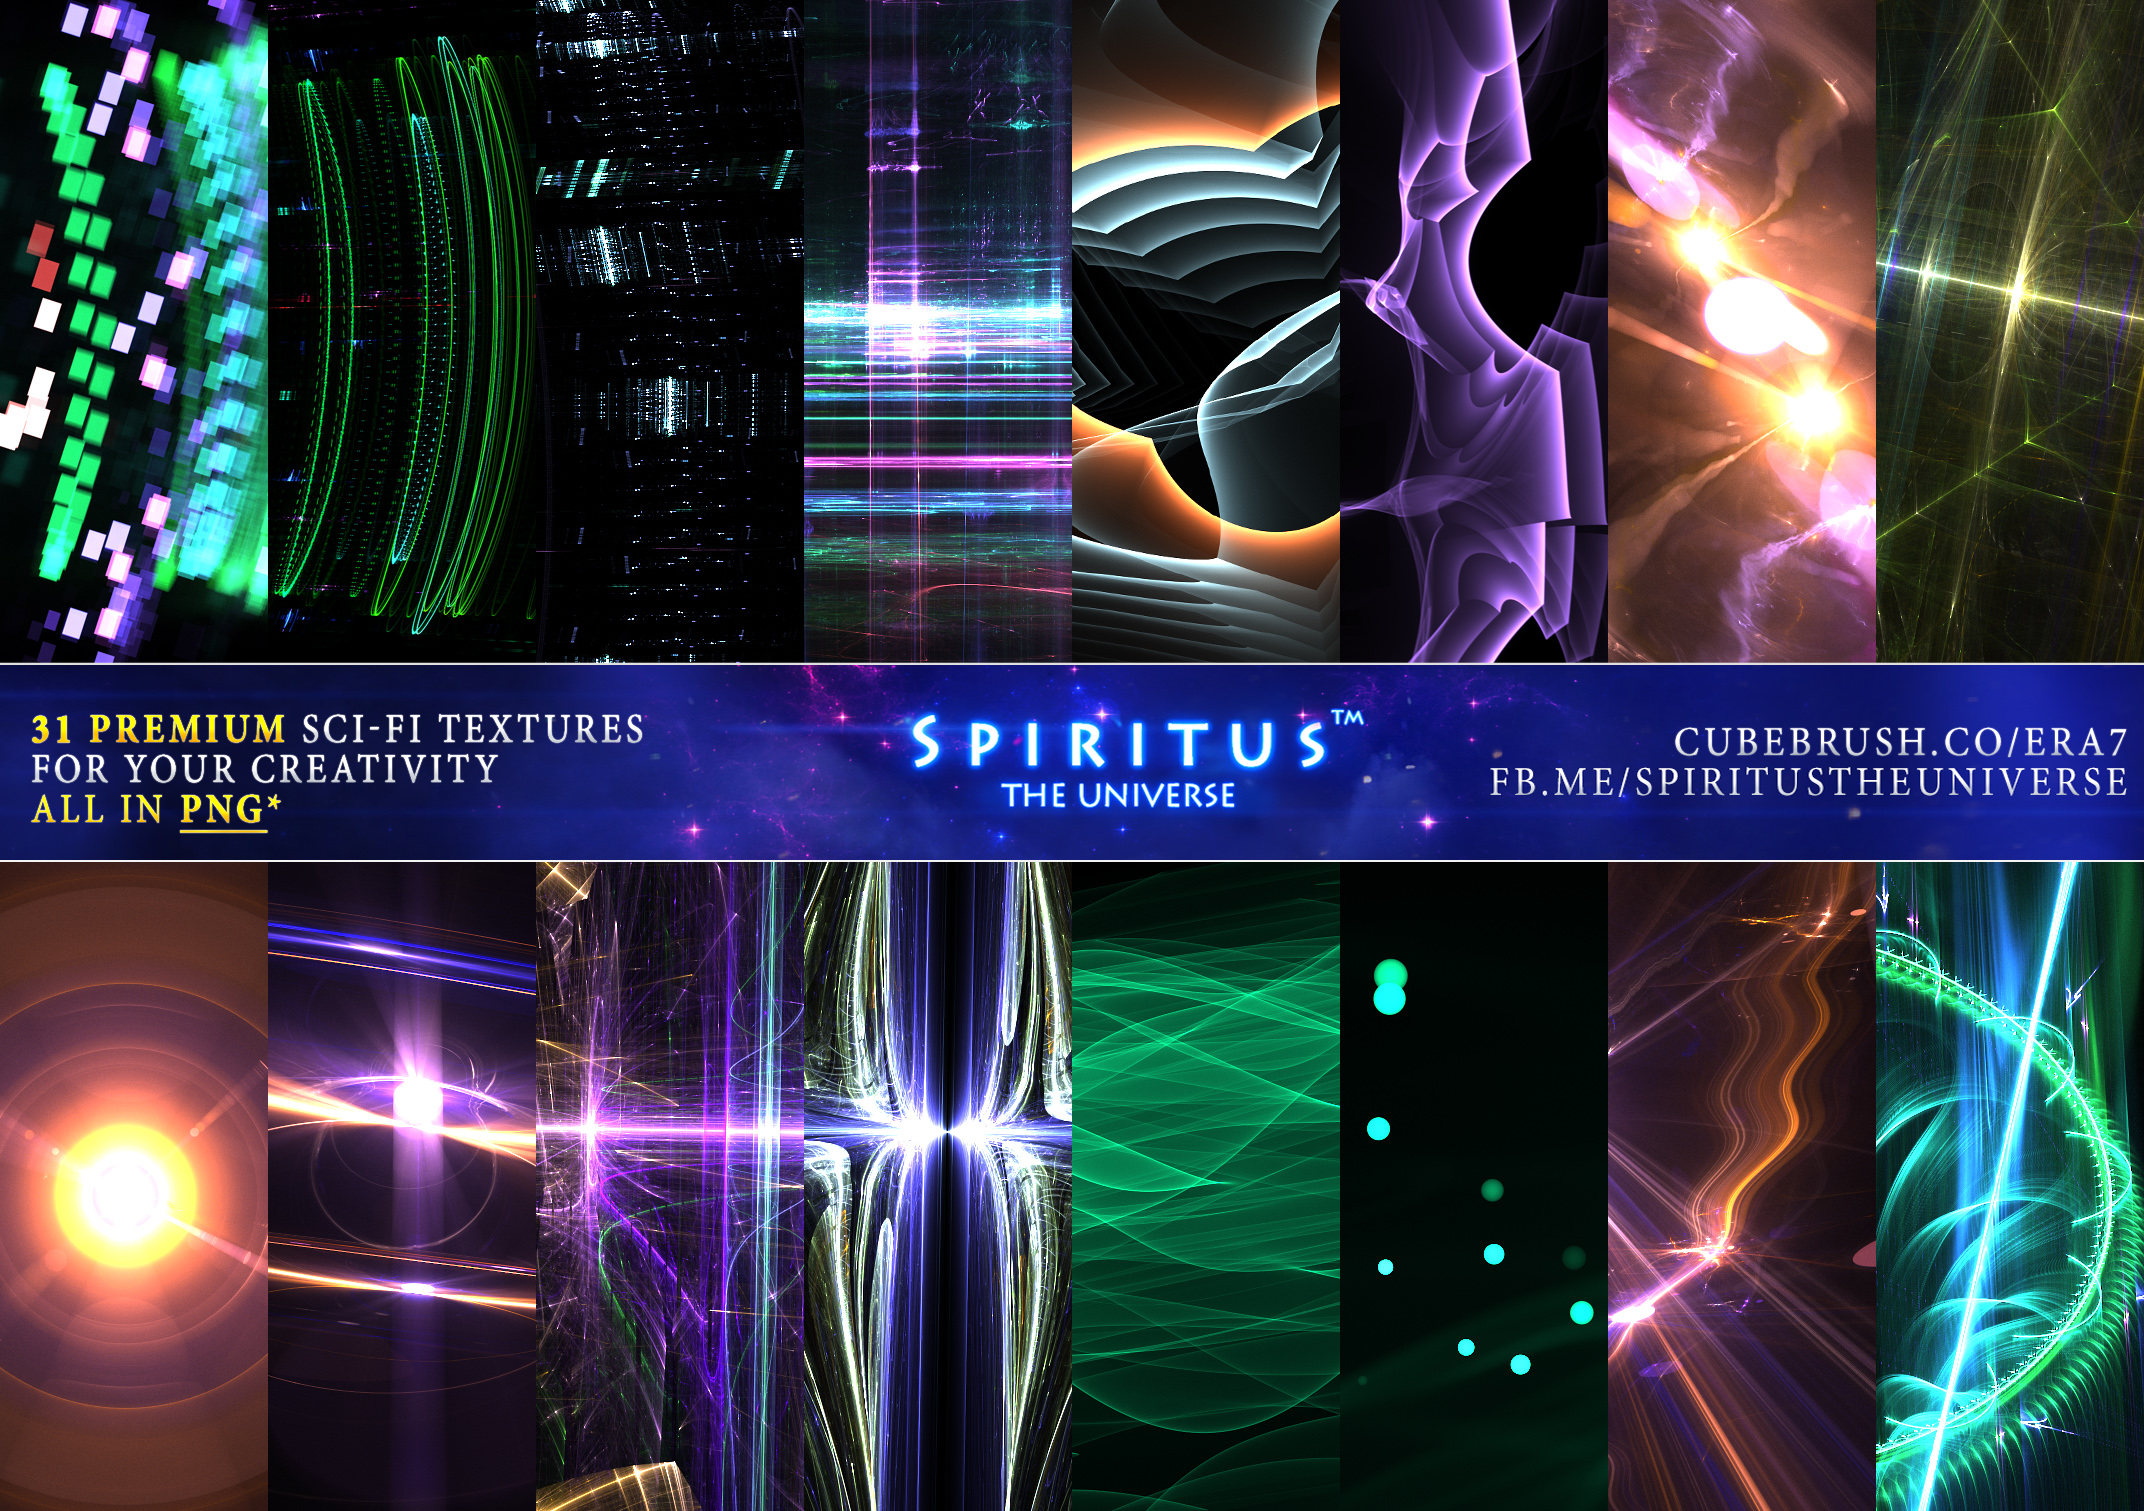 31 PREMIUM SCI-FI TEXTURES
FOR YOUR CREATIVITY
ALL IN PNG*
SPIRITUS™
THE UNIVERSE
CUBEBRUSH.CO/ERA7
FB.ME/SPIRITUSTHEUNIVERSE